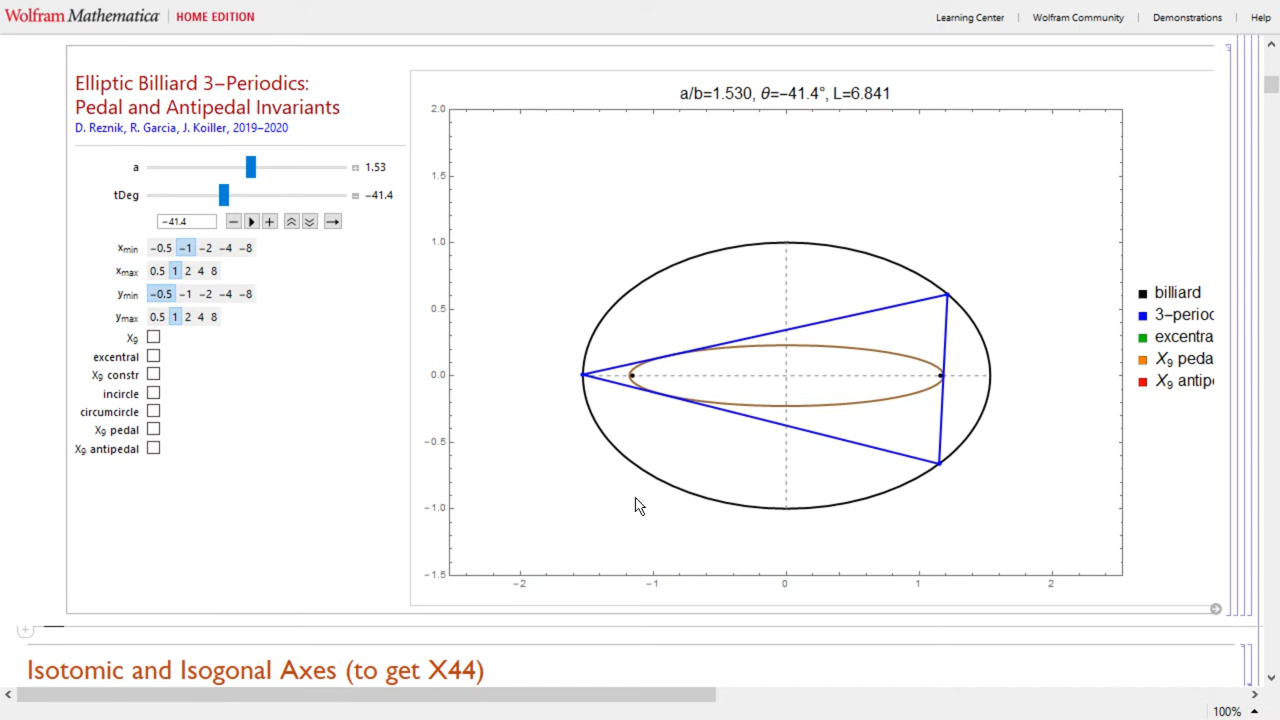 Wolfram Mathematica | HOME EDITION
Learning Center | Wolfram Community | Demonstrations | Help
Elliptic Billiard 3–Periodics:
Pedal and Antipedal Invariants
D. Reznik, R. Garcia, J. Koiller, 2019–2020
a 1.53
tDeg −41.4
−41.4
xmin −0.5 −1 −2 −4 −8
xmax 0.5 1 2 4 8
ymin −0.5 −1 −2 −4 −8
ymax 0.5 1 2 4 8
X9
excentral
X9 constr
incircle
circumcircle
X9 pedal
X9 antipedal
a/b=1.530, θ=−41.4°, L=6.841
2.0
1.5
1.0
0.5
0.0
−0.5
−1.0
−1.5
−2 −1 0 1 2
billiard
3−perioc
excentra
X9 peda
X9 antip
Isotomic and Isogonal Axes (to get X44)
100%